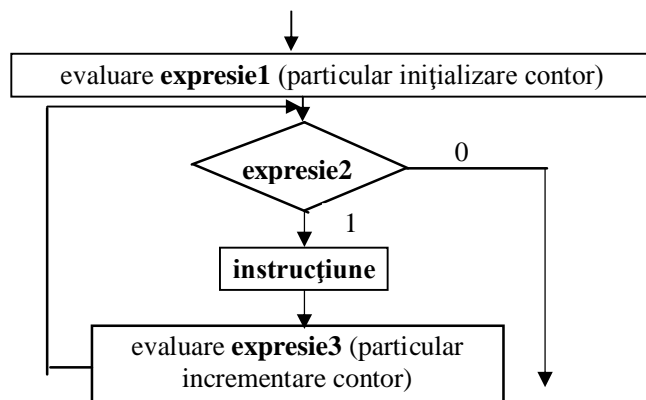 evaluare expresie1 (particular iniţializare contor)
expresie2
0
1
instrucţiune
evaluare expresie3 (particular
incrementare contor)